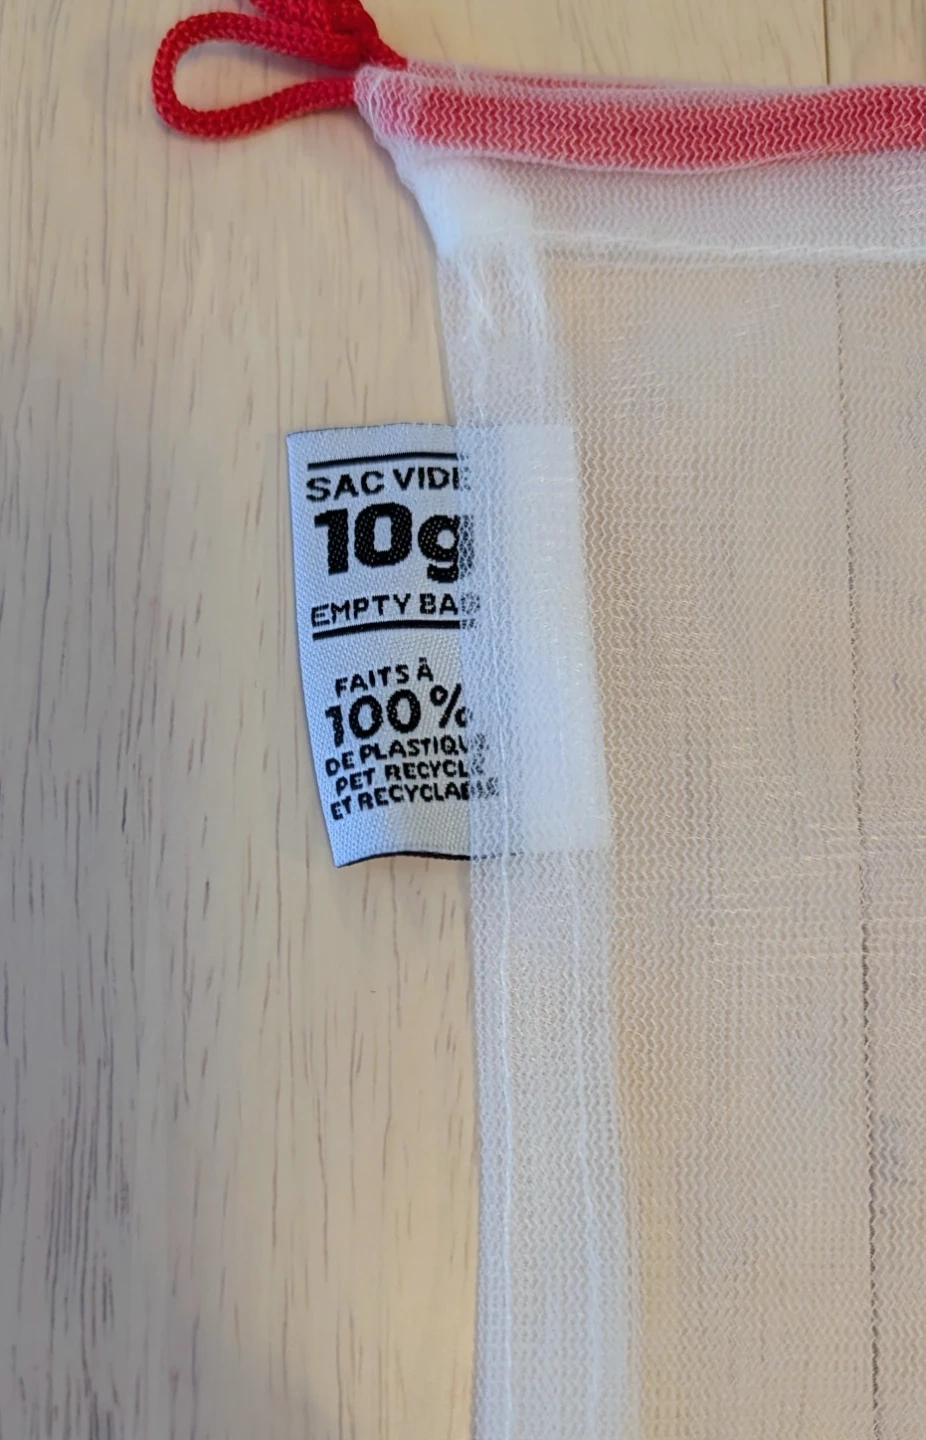 SAC VIDE
10g
EMPTY BAG
FAITS À
100%
DE PLASTIQUE
PET RECYCLÉ
ET RECYCLABLE